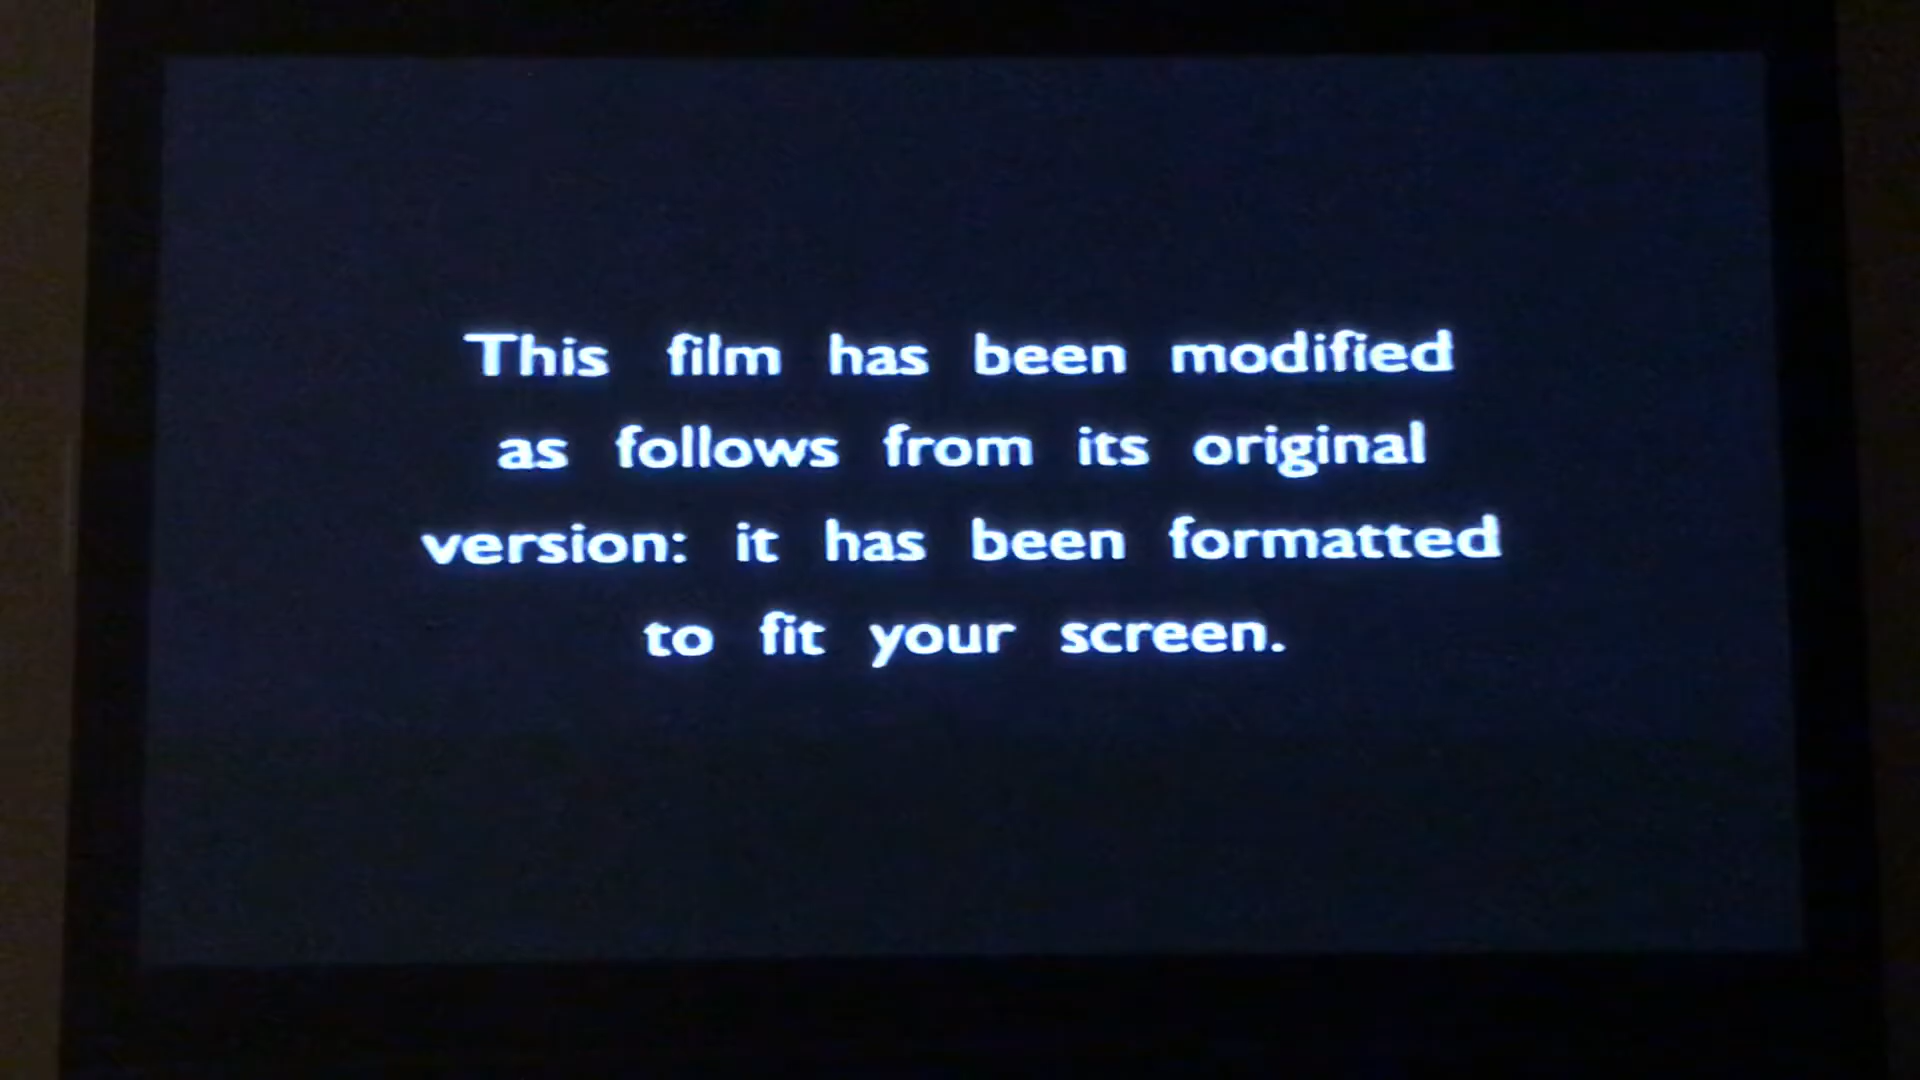 This film has been modified
as follows from its original
version: it has been formatted
to fit your screen.